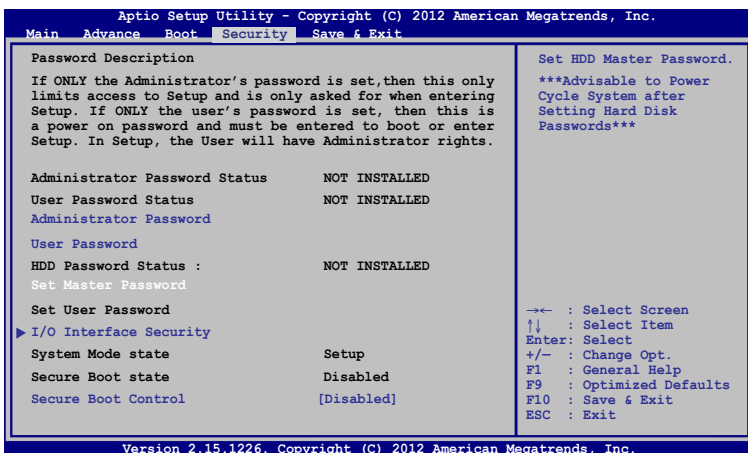 Aptio Setup Utility - Copyright (C) 2012 American Megatrends, Inc.
Main Advance Boot Security Save & Exit
Password Description
If ONLY the Administrator's password is set,then this only
limits access to Setup and is only asked for when entering
Setup. If ONLY the user's password is set, then this is
a power on password and must be entered to boot or enter
Setup. In Setup, the User will have Administrator rights.
Administrator Password Status NOT INSTALLED
User Password Status NOT INSTALLED
Administrator Password
User Password
HDD Password Status : NOT INSTALLED
Set Master Password
Set User Password
I/O Interface Security
System Mode state Setup
Secure Boot state Disabled
Secure Boot Control [Disabled]
Set HDD Master Password.
***Advisable to Power
Cycle System after
Setting Hard Disk
Passwords***
→← : Select Screen
↑↓ : Select Item
Enter: Select
+/— : Change Opt.
F1 : General Help
F9 : Optimized Defaults
F10 : Save & Exit
ESC : Exit
Version 2.15.1226. Copyright (C) 2012 American Megatrends, Inc.